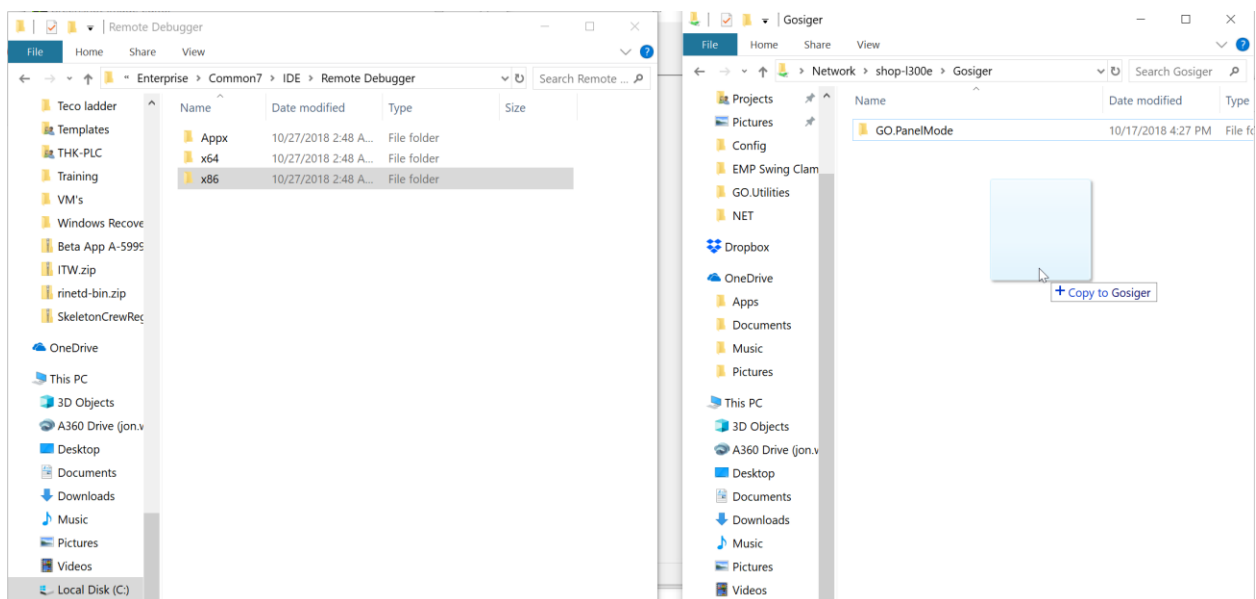 Remote Debugger
File Home Share View
« Enterprise > Common7 > IDE > Remote Debugger
Search Remote ...
Teco ladder
Templates
THK-PLC
Training
VM's
Windows Recove
Beta App A-5999
ITW.zip
rinetd-bin.zip
SkeletonCrewReg
OneDrive
This PC
3D Objects
A360 Drive (jon.w
Desktop
Documents
Downloads
Music
Pictures
Videos
Local Disk (C:)
Name Date modified Type Size
Appx 10/27/2018 2:48 A... File folder
x64 10/27/2018 2:48 A... File folder
x86 10/27/2018 2:48 A... File folder
Gosiger
File Home Share View
> Network > shop-l300e > Gosiger
Search Gosiger
Projects
Pictures
Config
EMP Swing Clam
GO.Utilities
NET
Dropbox
OneDrive
Apps
Documents
Music
Pictures
This PC
3D Objects
A360 Drive (jon.w
Desktop
Documents
Downloads
Music
Pictures
Videos
Name Date modified Type
GO.PanelMode 10/17/2018 4:27 PM File fo
+ Copy to Gosiger